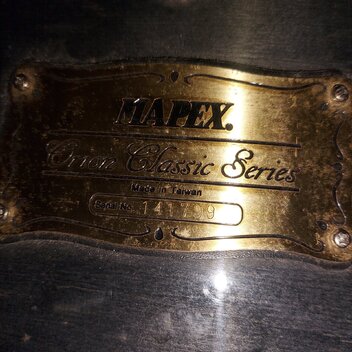 MAPEX.
Orion Classic Series
Made in Taiwan
Serial No.